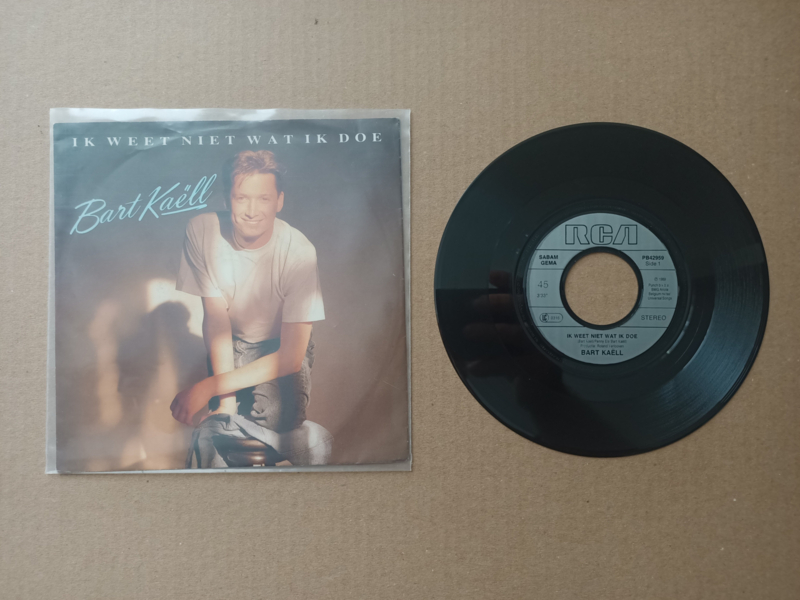 IK WEET NIET WAT IK DOE
Bart Kaëll
RCA
SABAM
GEMA
PB42959
Side 1
45
STEREO
IK WEET NIET WAT IK DOE
BART KAËLL